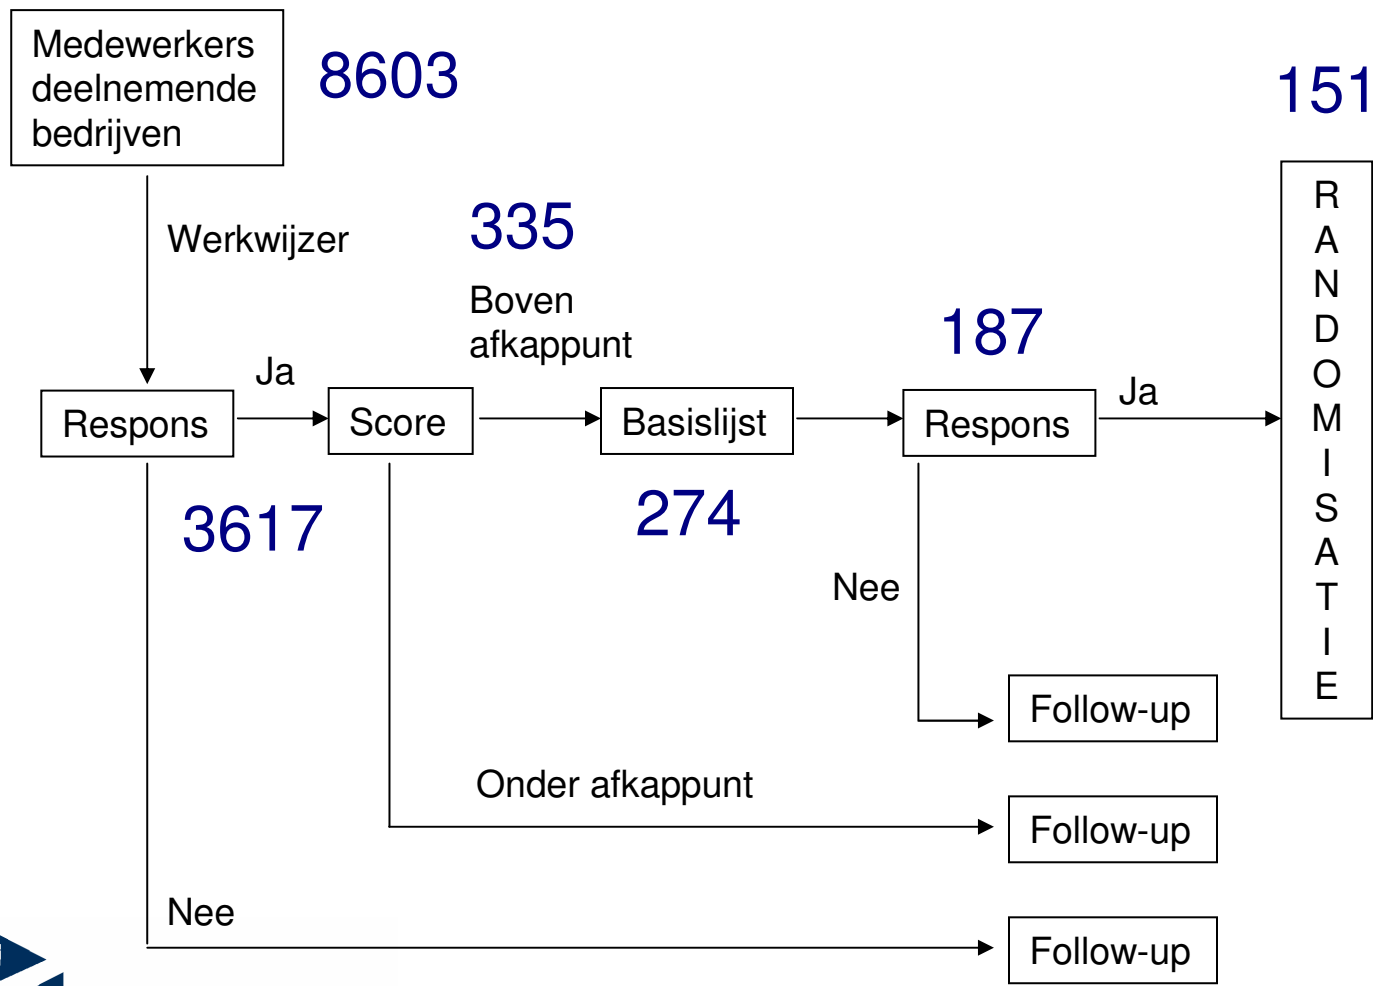 Medewerkers
deelnemende
bedrijven
8603
151
Werkwijzer
335
Boven
afkappunt
187
Ja
Ja
Respons
Score
Basislijst
Respons
3617
274
Nee
R
A
N
D
O
M
I
S
A
T
I
E
Follow-up
Onder afkappunt
Follow-up
Nee
Follow-up